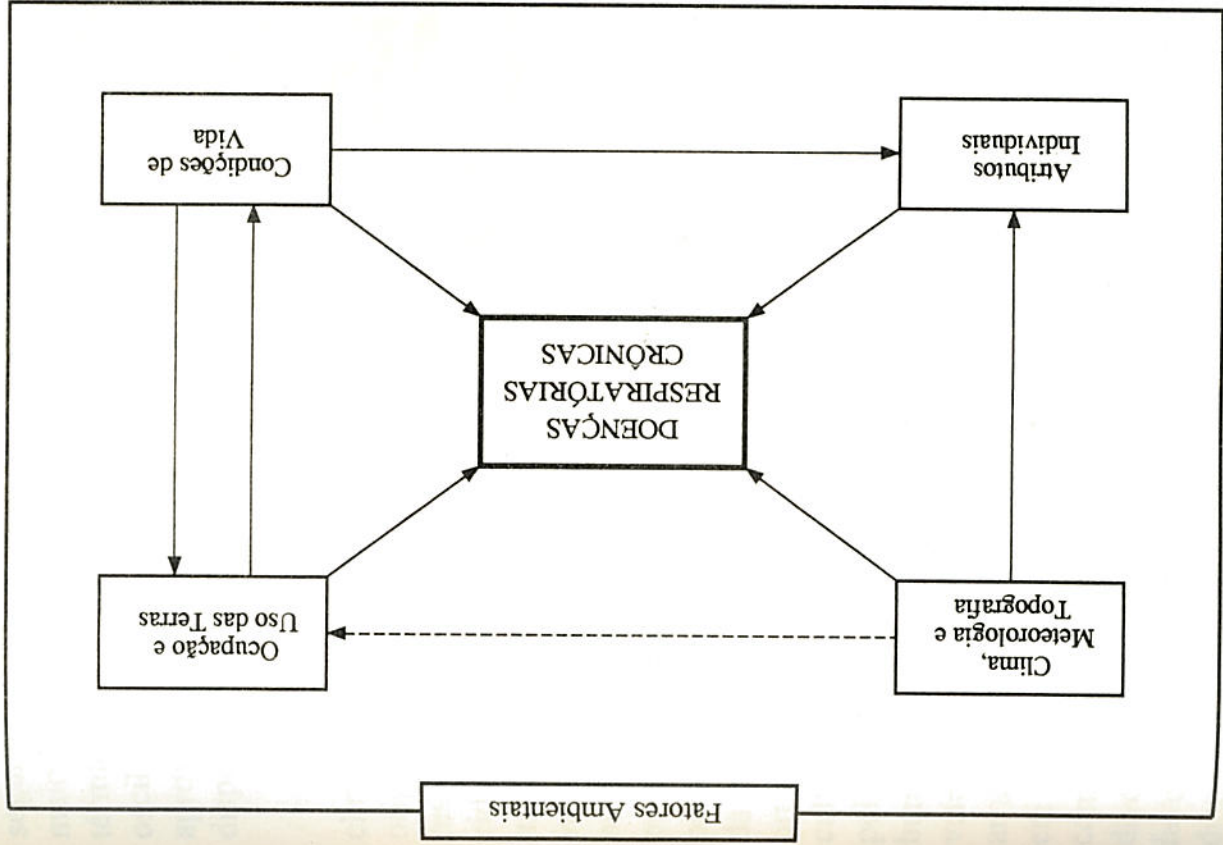 Fatores Ambientais
Clima,
Meteorologia e
Topografia
Ocupação e
Uso das Terras
DOENÇAS
RESPIRATÓRIAS
CRÔNICAS
Atributos
Individuais
Condições de
Vida